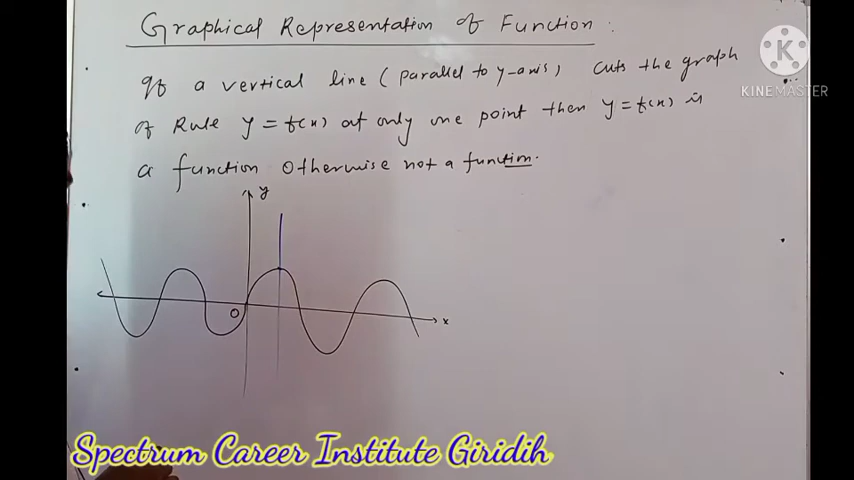 Graphical Representation of Function :
If a vertical line (parallel to y-axis) cuts the graph
of Rule y = f(x) at only one point then y = f(x) is
a function otherwise not a function.
y
O
x
K
KINEMASTER
Spectrum Career Institute Giridih